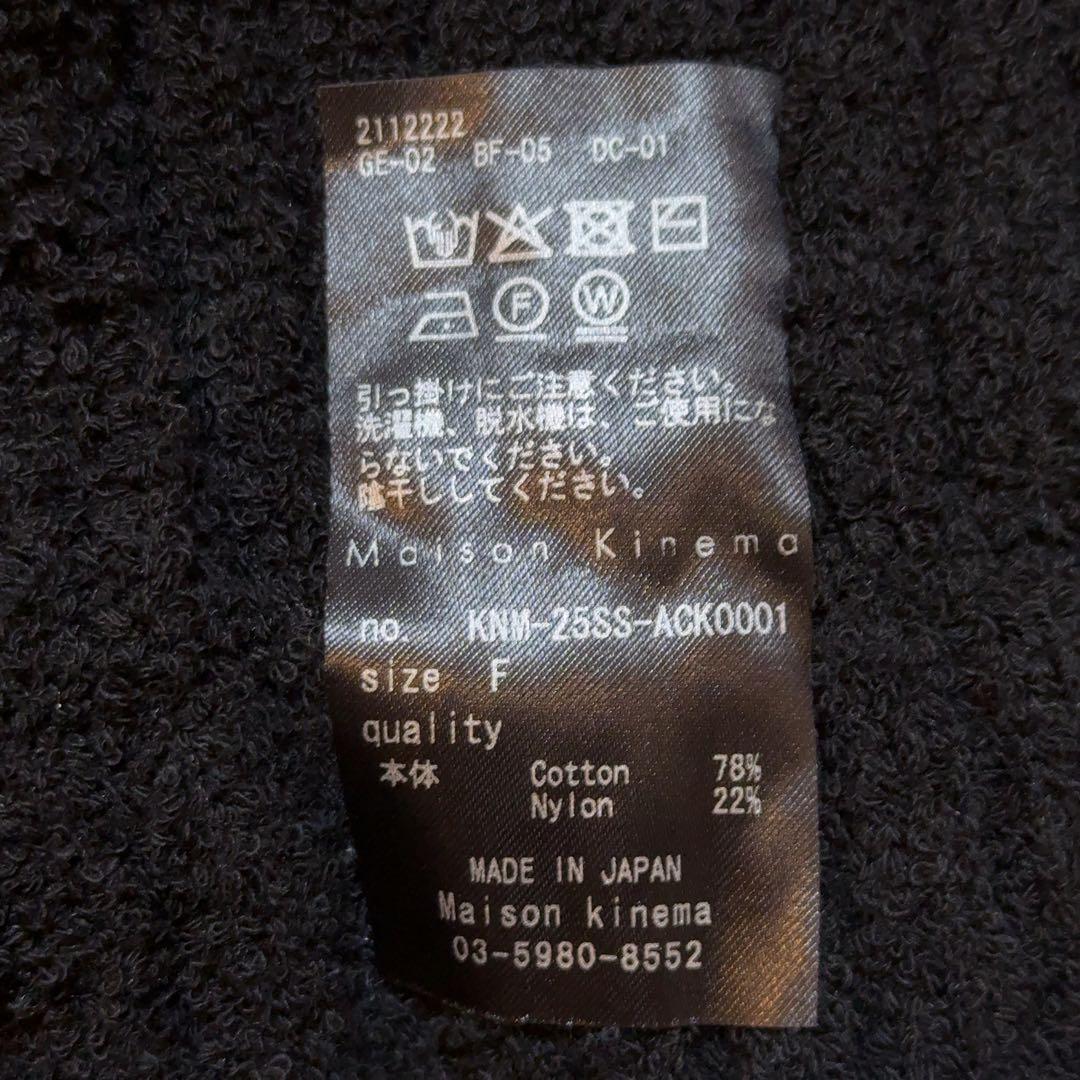 2112222
GE-02 BF-05 DC-01
F W
引っ掛けにご注意ください。
洗濯機、脱水機は、ご使用にな
らないでください。
陰干ししてください。
Maison Kinema
no. KNM-25SS-ACK0001
size F
quality
本体 Cotton 78%
Nylon 22%
MADE IN JAPAN
Maison kinema
03-5980-8552